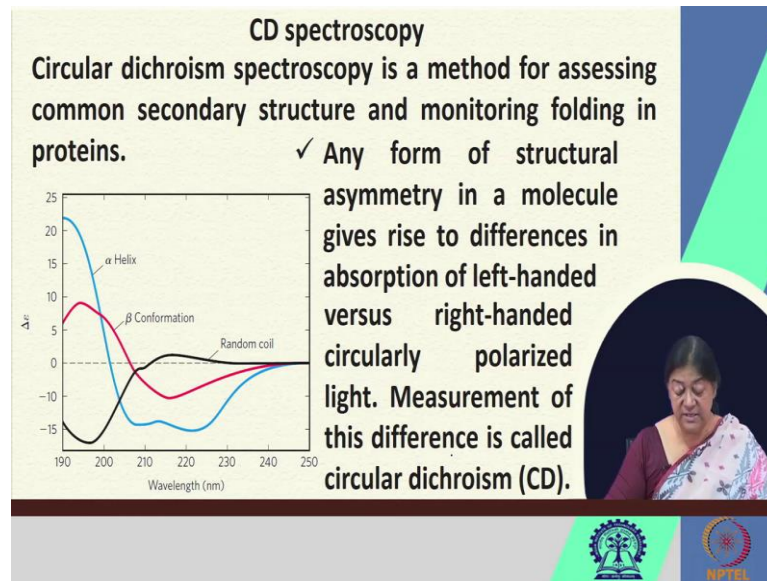 CD spectroscopy
Circular dichroism spectroscopy is a method for assessing
common secondary structure and monitoring folding in
proteins.
✓ Any form of structural
asymmetry in a molecule
gives rise to differences in
absorption of left-handed
versus right-handed
circularly polarized
light. Measurement of
this difference is called
circular dichroism (CD).
25
20
15
10
5
0
−10
−15
Δε
α Helix
β Conformation
Random coil
190 200 210 220 230 240 250
Wavelength (nm)
NPTEL